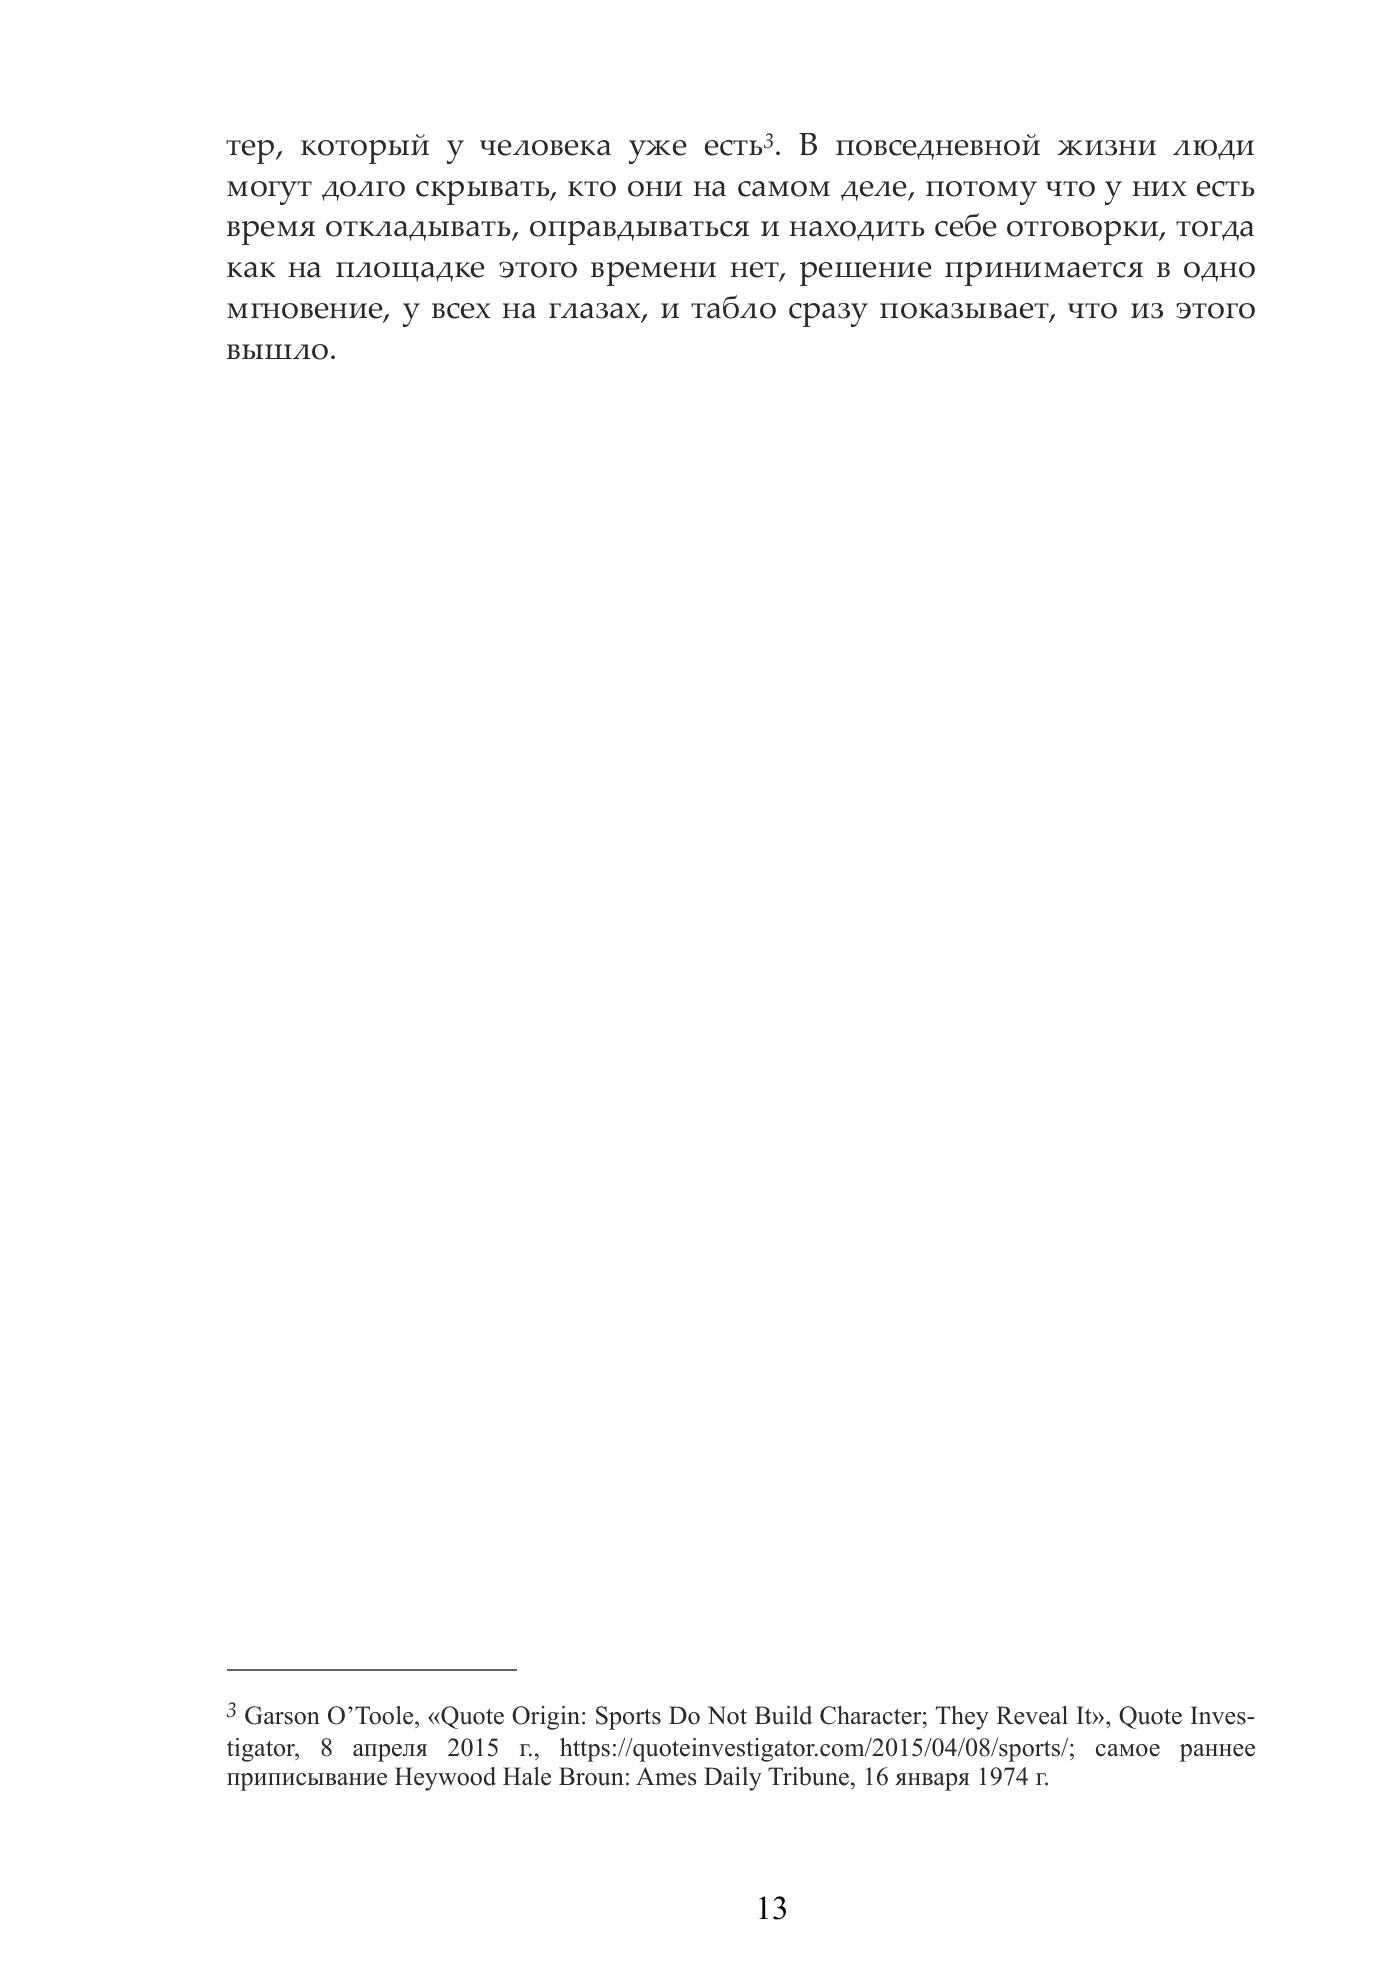 тер, который у человека уже есть³. В повседневной жизни люди
могут долго скрывать, кто они на самом деле, потому что у них есть
время откладывать, оправдываться и находить себе отговорки, тогда
как на площадке этого времени нет, решение принимается в одно
мгновение, у всех на глазах, и табло сразу показывает, что из этого
вышло.
3 Garson O’Toole, «Quote Origin: Sports Do Not Build Character; They Reveal It», Quote Inves-
tigator, 8 апреля 2015 г., https://quoteinvestigator.com/2015/04/08/sports/; самое раннее
приписывание Heywood Hale Broun: Ames Daily Tribune, 16 января 1974 г.
13